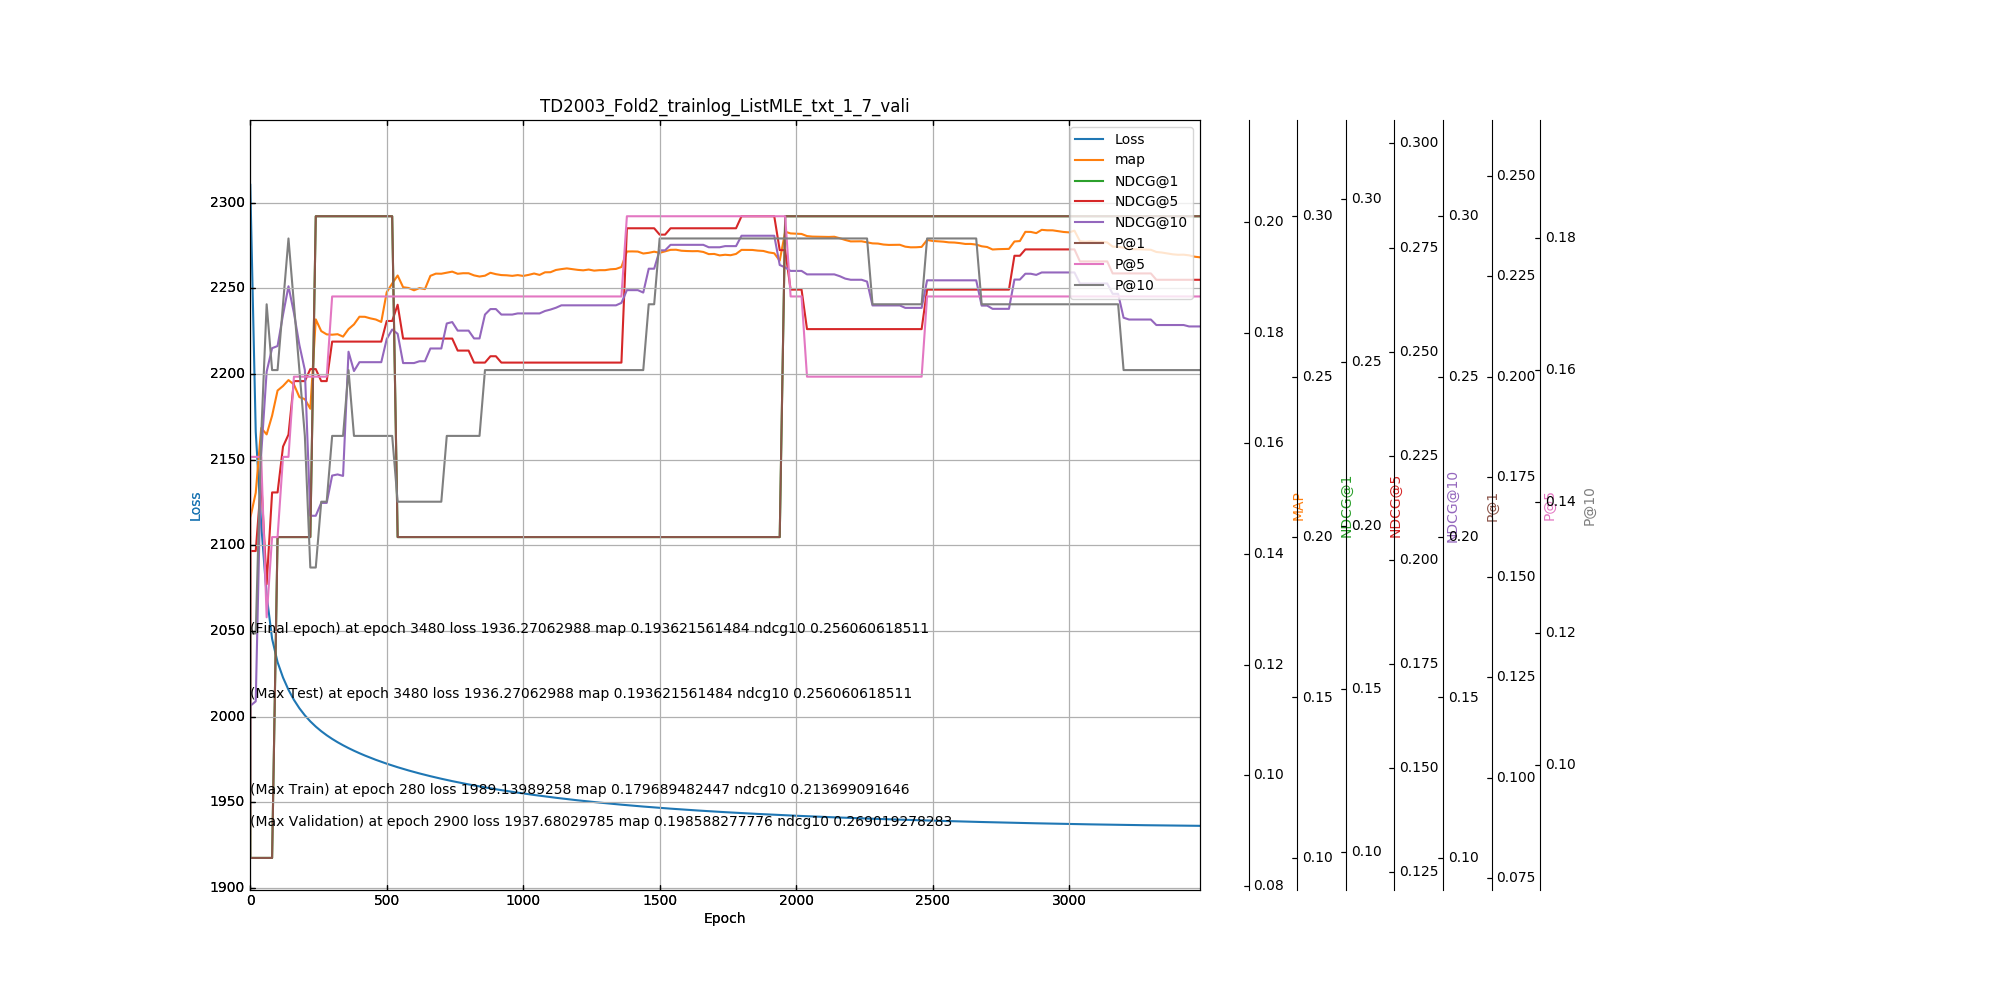 TD2003_Fold2_trainlog_ListMLE_txt_1_7_vali
Loss
map
NDCG@1
NDCG@5
NDCG@10
P@1
P@5
P@10
2300
2250
2200
2150
2100
2050
2000
1950
1900
Loss
(Final epoch) at epoch 3480 loss 1936.27062988 map 0.193621561484 ndcg10 0.256060618511
(Max Test) at epoch 3480 loss 1936.27062988 map 0.193621561484 ndcg10 0.256060618511
(Max Train) at epoch 280 loss 1989.13989258 map 0.179689482447 ndcg10 0.213699091646
(Max Validation) at epoch 2900 loss 1937.68029785 map 0.198588277776 ndcg10 0.269019278283
0 500 1000 1500 2000 2500 3000
Epoch
0.20
0.18
0.16
0.14
0.12
0.10
0.08
MAP
0.30
0.25
0.20
0.15
0.10
NDCG@1
0.30
0.25
0.20
0.15
0.10
NDCG@5
0.300
0.275
0.250
0.225
0.200
0.175
0.150
0.125
NDCG@10
0.30
0.25
0.20
0.15
0.10
P@1
0.250
0.225
0.200
0.175
0.150
0.125
0.100
0.075
P@5
0.18
0.16
0.14
0.12
0.10
P@10